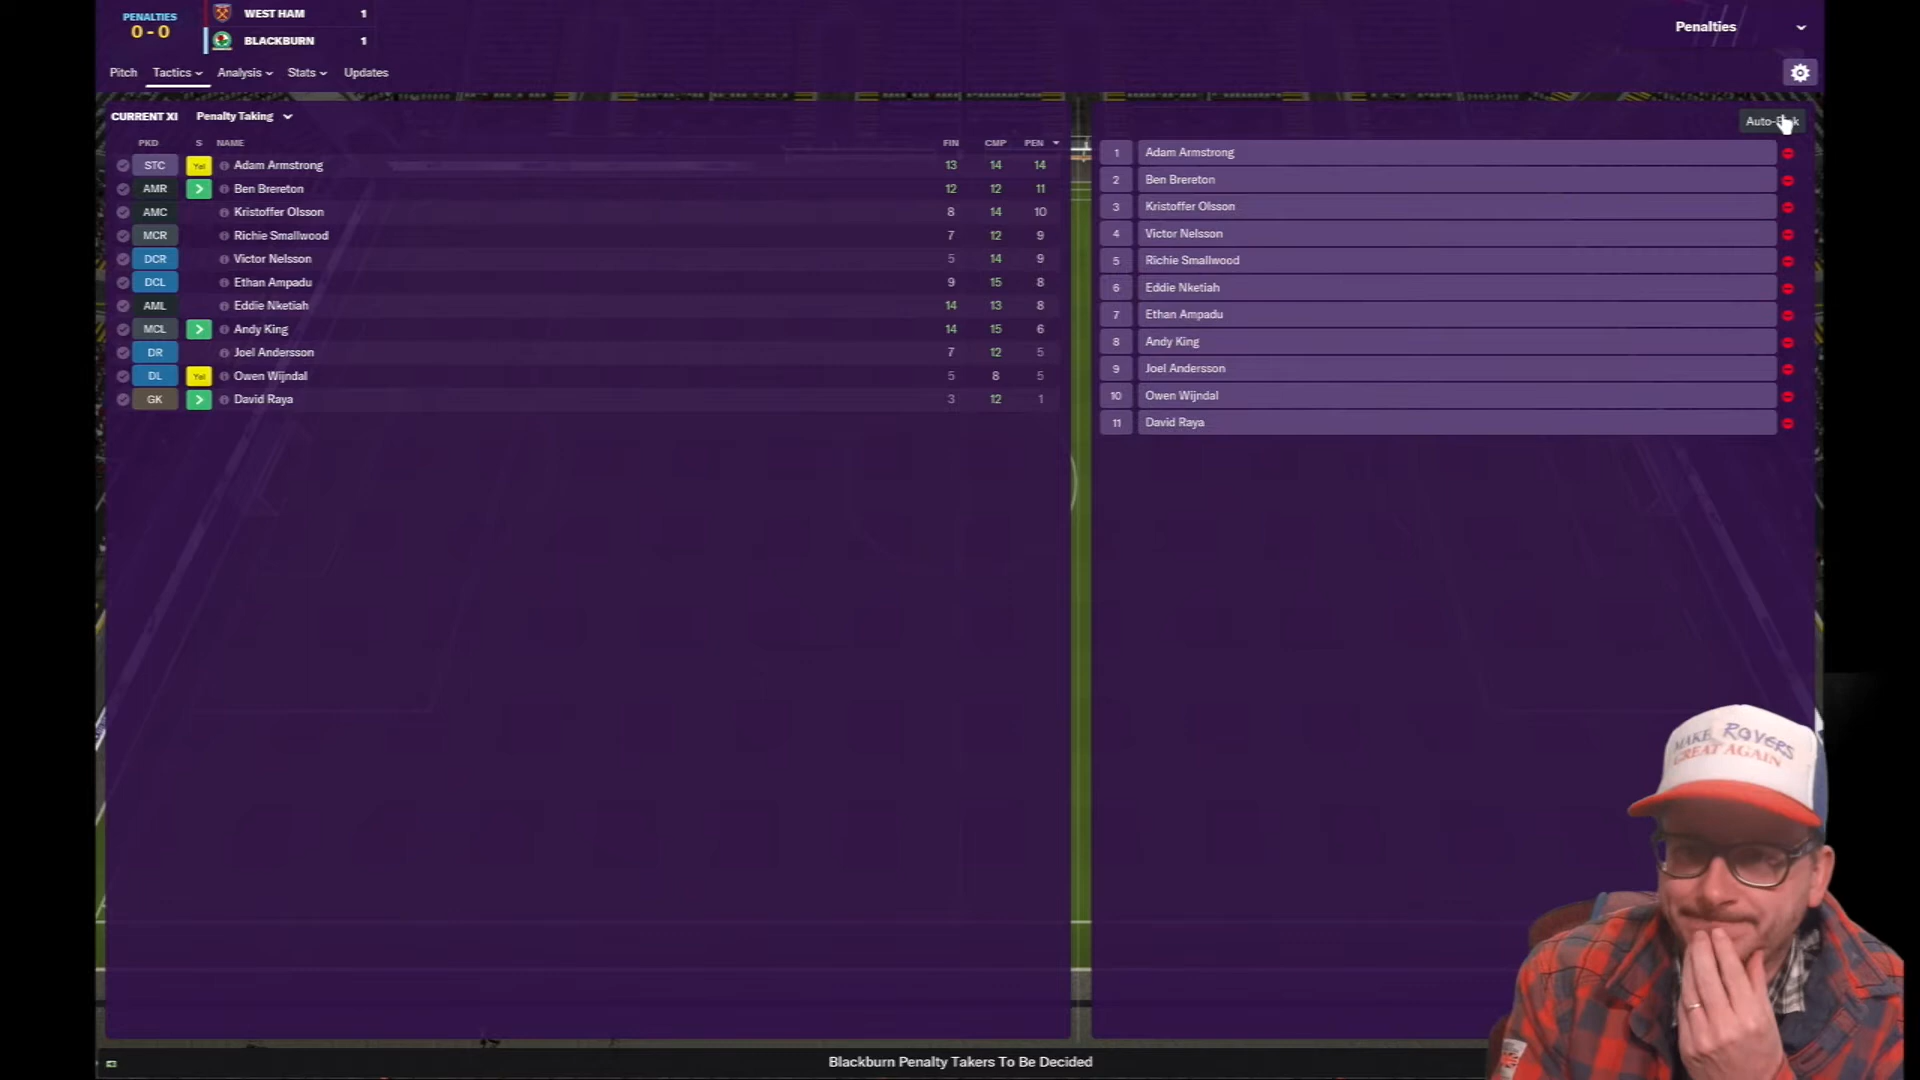 PENALTIES
0 - 0
WEST HAM 1
BLACKBURN 1
Penalties
Pitch Tactics Analysis Stats Updates
CURRENT XI Penalty Taking
PKD S NAME FIN CMP PEN
STC Yel Adam Armstrong 13 14 14
AMR Ben Brereton 12 12 11
AMC Kristoffer Olsson 8 14 10
MCR Richie Smallwood 7 12 9
DCR Victor Nelsson 5 14 9
DCL Ethan Ampadu 9 15 8
AML Eddie Nketiah 14 13 8
MCL Andy King 14 15 6
DR Joel Andersson 7 12 5
DL Yel Owen Wijndal 5 8 5
GK David Raya 3 12 1
1 Adam Armstrong
2 Ben Brereton
3 Kristoffer Olsson
4 Victor Nelsson
5 Richie Smallwood
6 Eddie Nketiah
7 Ethan Ampadu
8 Andy King
9 Joel Andersson
10 Owen Wijndal
11 David Raya
MAKE ROVERS
GREAT AGAIN
Blackburn Penalty Takers To Be Decided